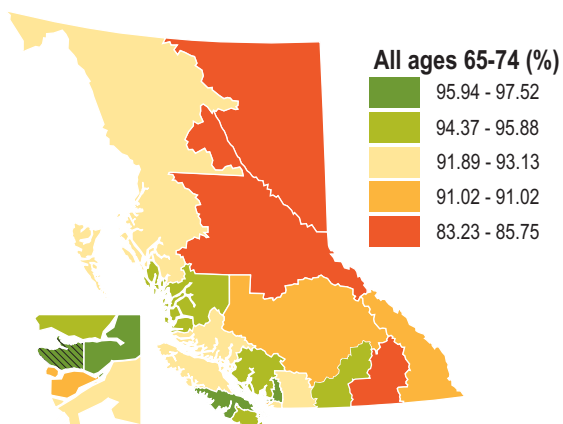 All ages 65-74 (%)
95.94 - 97.52
94.37 - 95.88
91.89 - 93.13
91.02 - 91.02
83.23 - 85.75